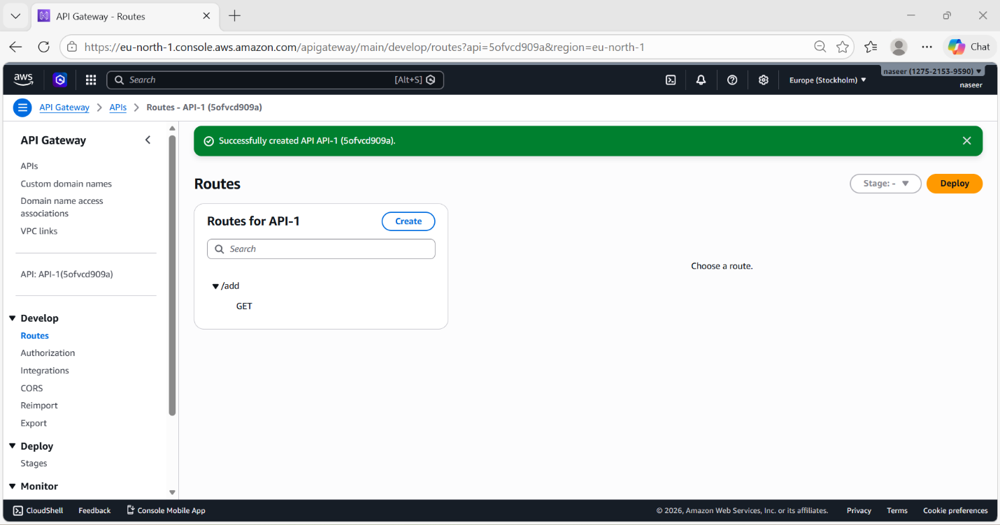 API Gateway - Routes
https://eu-north-1.console.aws.amazon.com/apigateway/main/develop/routes?api=5ofvcd909a&region=eu-north-1
Chat
aws
Search
[Alt+S]
Europe (Stockholm)
naseer (1275-2153-9590)
naseer
API Gateway
APIs
Routes - API-1 (5ofvcd909a)
API Gateway
APIs
Custom domain names
Domain name access
associations
VPC links
API: API-1(5ofvcd909a)
Develop
Routes
Authorization
Integrations
CORS
Reimport
Export
Deploy
Stages
Monitor
Successfully created API API-1 (5ofvcd909a).
Routes
Stage: -
Deploy
Routes for API-1
Create
Search
/add
GET
Choose a route.
CloudShell
Feedback
Console Mobile App
© 2026, Amazon Web Services, Inc. or its affiliates.
Privacy
Terms
Cookie preferences